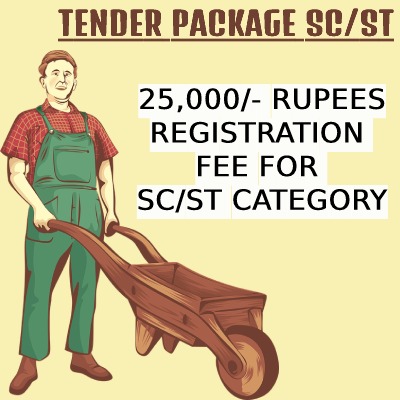 TENDER PACKAGE SC/ST
25,000/- RUPEES
REGISTRATION
FEE FOR
SC/ST CATEGORY